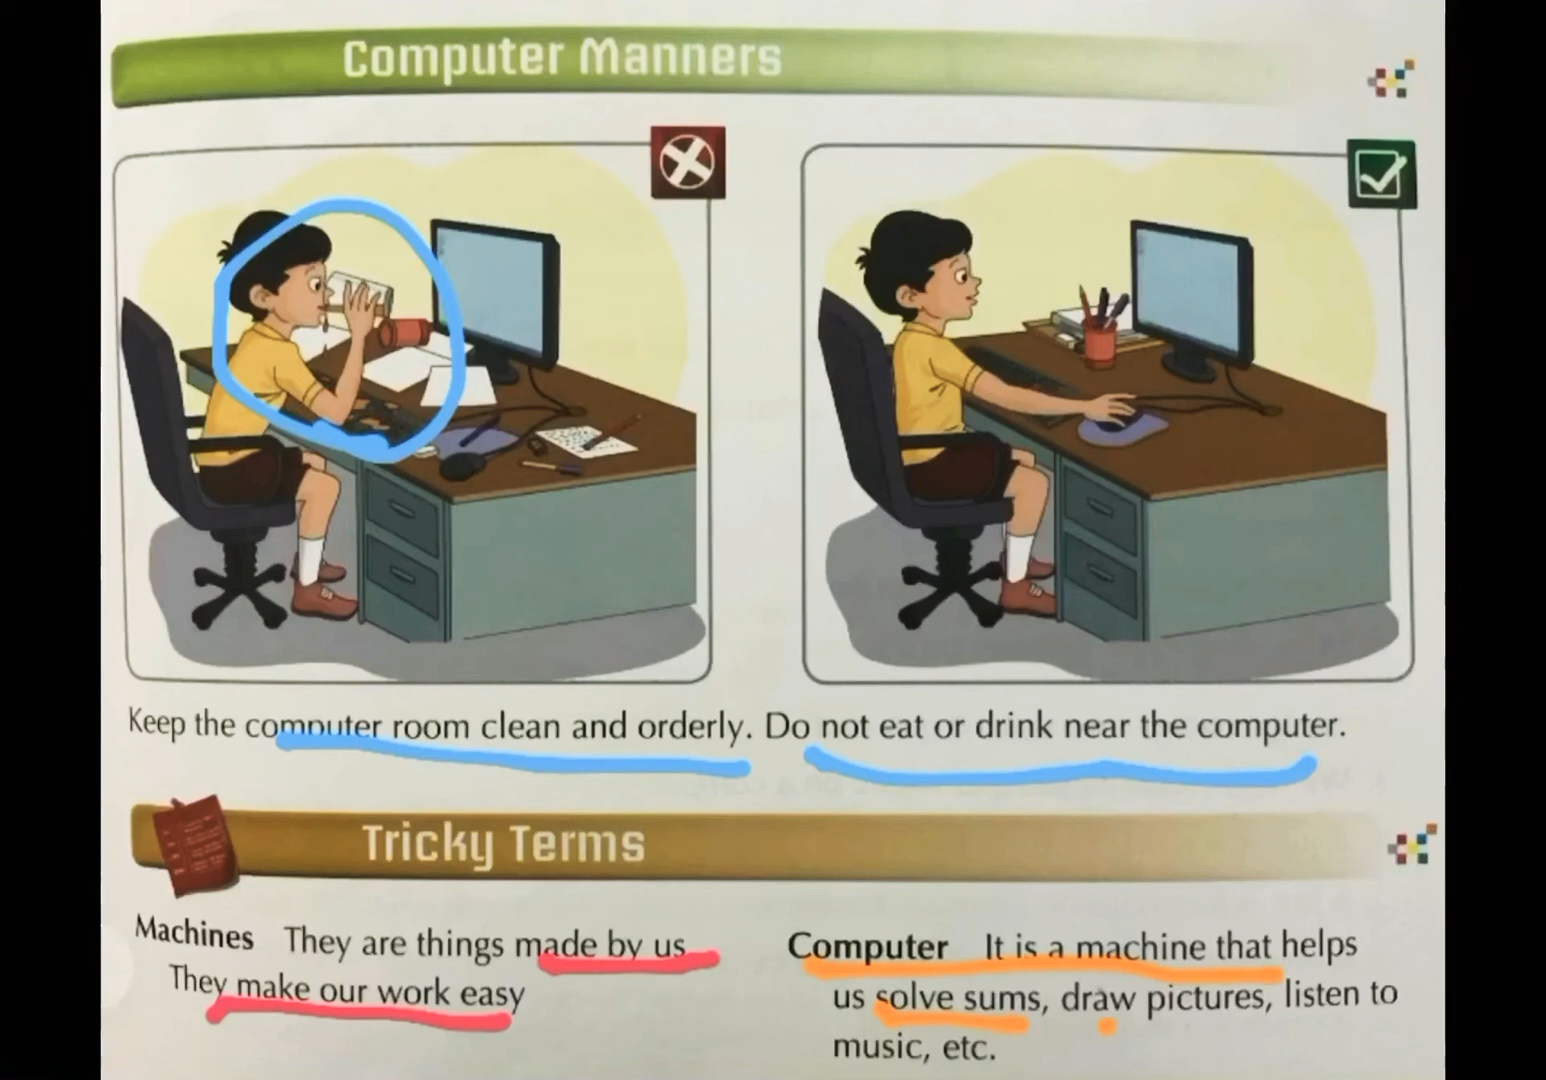 Computer Manners
Keep the computer room clean and orderly. Do not eat or drink near the computer.
Tricky Terms
Machines They are things made by us
They make our work easy
Computer It is a machine that helps
us solve sums, draw pictures, listen to
music, etc.